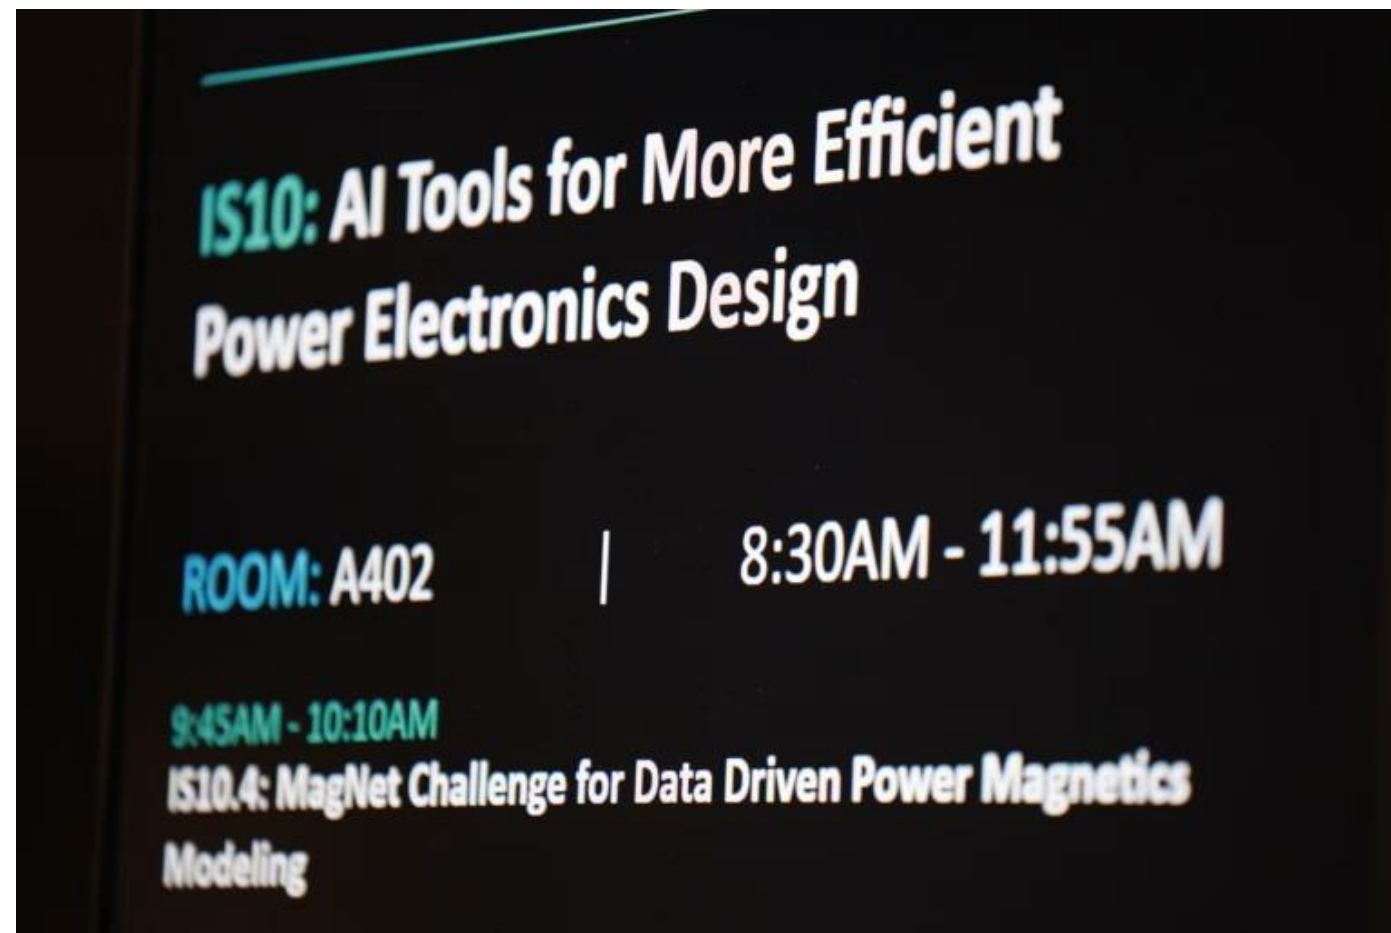 IS10: AI Tools for More Efficient
Power Electronics Design
ROOM: A402 | 8:30AM - 11:55AM
9:45AM - 10:10AM
IS10.4: MagNet Challenge for Data Driven Power Magnetics
Modeling